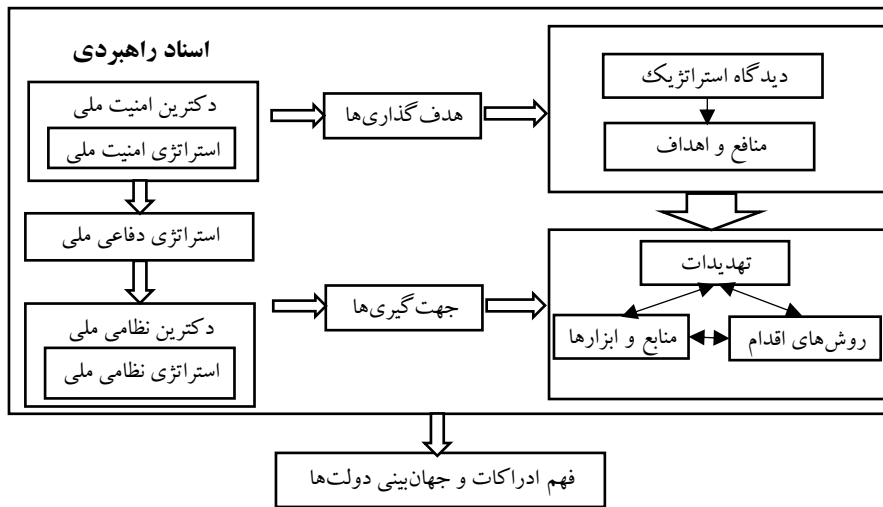 اسناد راهبردی
دکترین امنیت ملی
استراتژی امنیت ملی
استراتژی دفاعی ملی
دکترین نظامی ملی
استراتژی نظامی ملی
هدف‌گذاری‌ها
جهت‌گیری‌ها
دیدگاه استراتژیک
منافع و اهداف
تهدیدات
روش‌های اقدام
منابع و ابزارها
فهم ادراکات و جهان‌بینی دولت‌ها